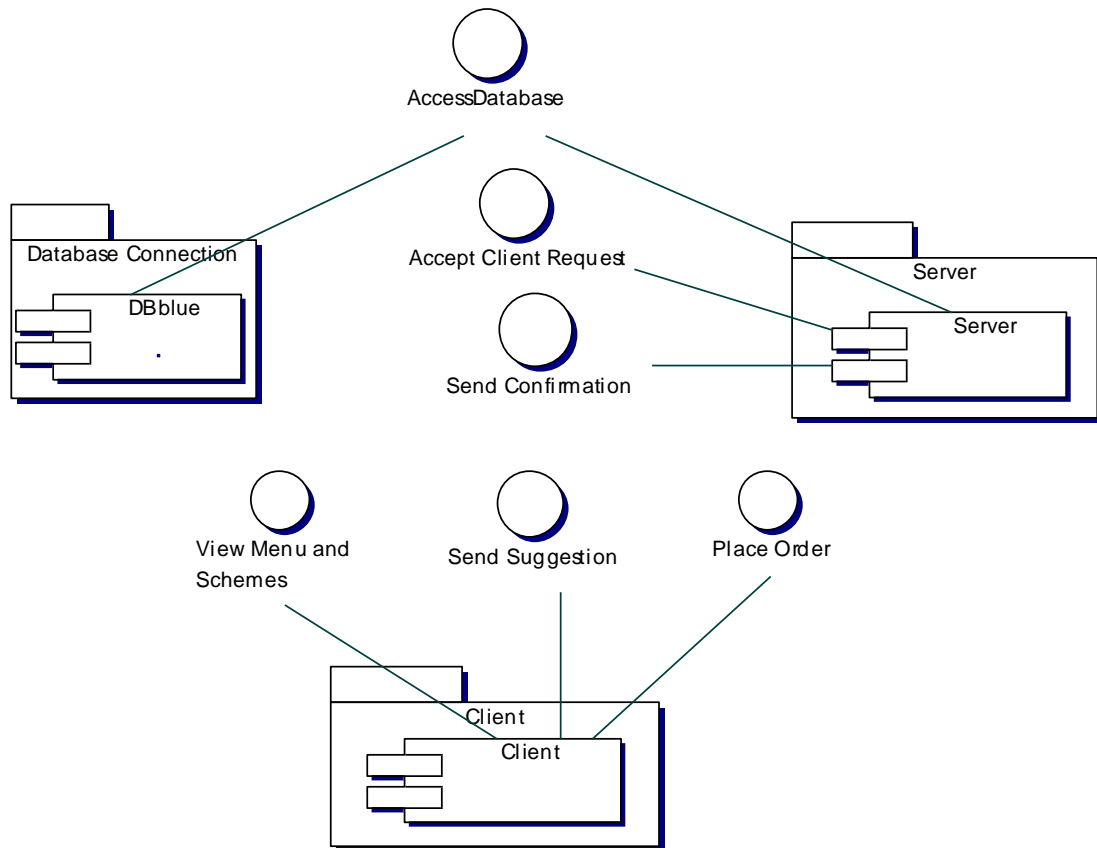 AccessDatabase
Accept Client Request
Database Connection
Server
DBblue
Server
Send Confirmation
View Menu and
Schemes
Send Suggestion
Place Order
Client
Client